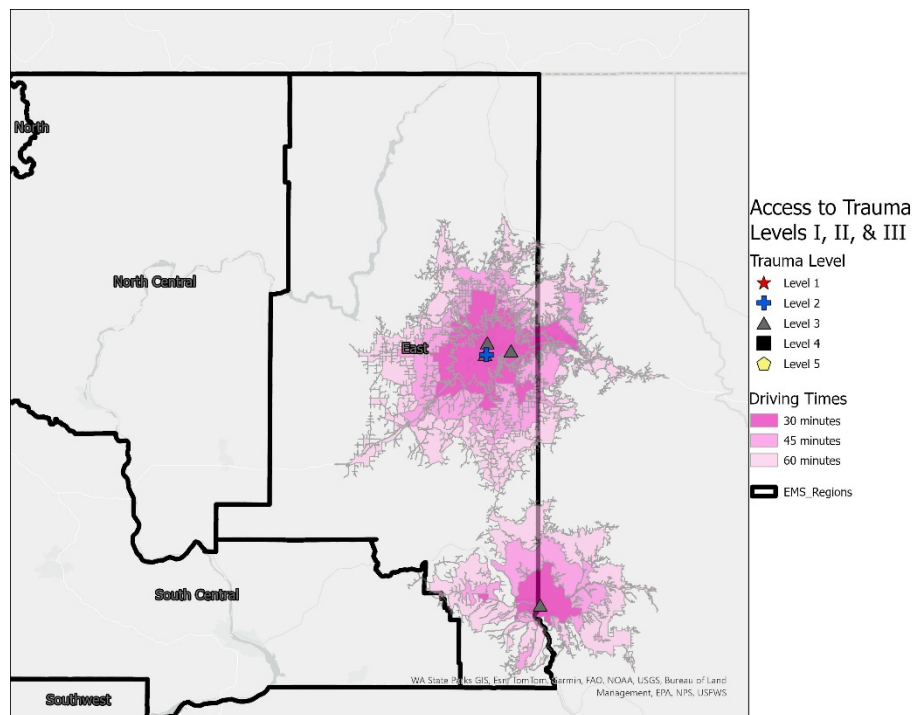 North
North Central
East
South Central
Southwest
WA State Parks GIS, Esri, TomTom, Garmin, FAO, NOAA, USGS, Bureau of Land
Management, EPA, NPS, USFWS
Access to Trauma
Levels I, II, & III
Trauma Level
Level 1
Level 2
Level 3
Level 4
Level 5
Driving Times
30 minutes
45 minutes
60 minutes
EMS_Regions